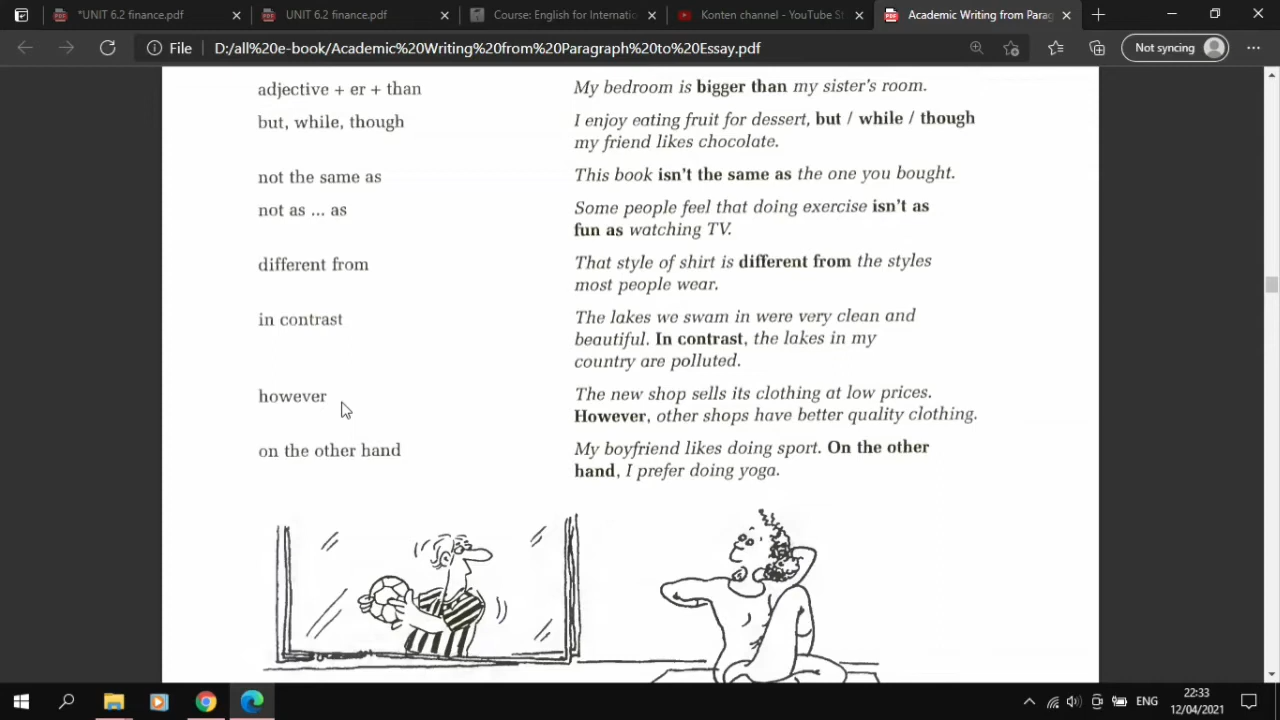 *UNIT 6.2 finance.pdf
UNIT 6.2 finance.pdf
Course: English for Internatio
Konten channel - YouTube S
Academic Writing from Parag
File
D:/all%20e-book/Academic%20Writing%20from%20Paragraph%20to%20Essay.pdf
Not syncing
adjective + er + than
My bedroom is bigger than my sister's room.
but, while, though
I enjoy eating fruit for dessert, but / while / though
my friend likes chocolate.
not the same as
This book isn't the same as the one you bought.
not as ... as
Some people feel that doing exercise isn't as
fun as watching TV.
different from
That style of shirt is different from the styles
most people wear.
in contrast
The lakes we swam in were very clean and
beautiful. In contrast, the lakes in my
country are polluted.
however
The new shop sells its clothing at low prices.
However, other shops have better quality clothing.
on the other hand
My boyfriend likes doing sport. On the other
hand, I prefer doing yoga.
ENG
22:33
12/04/2021